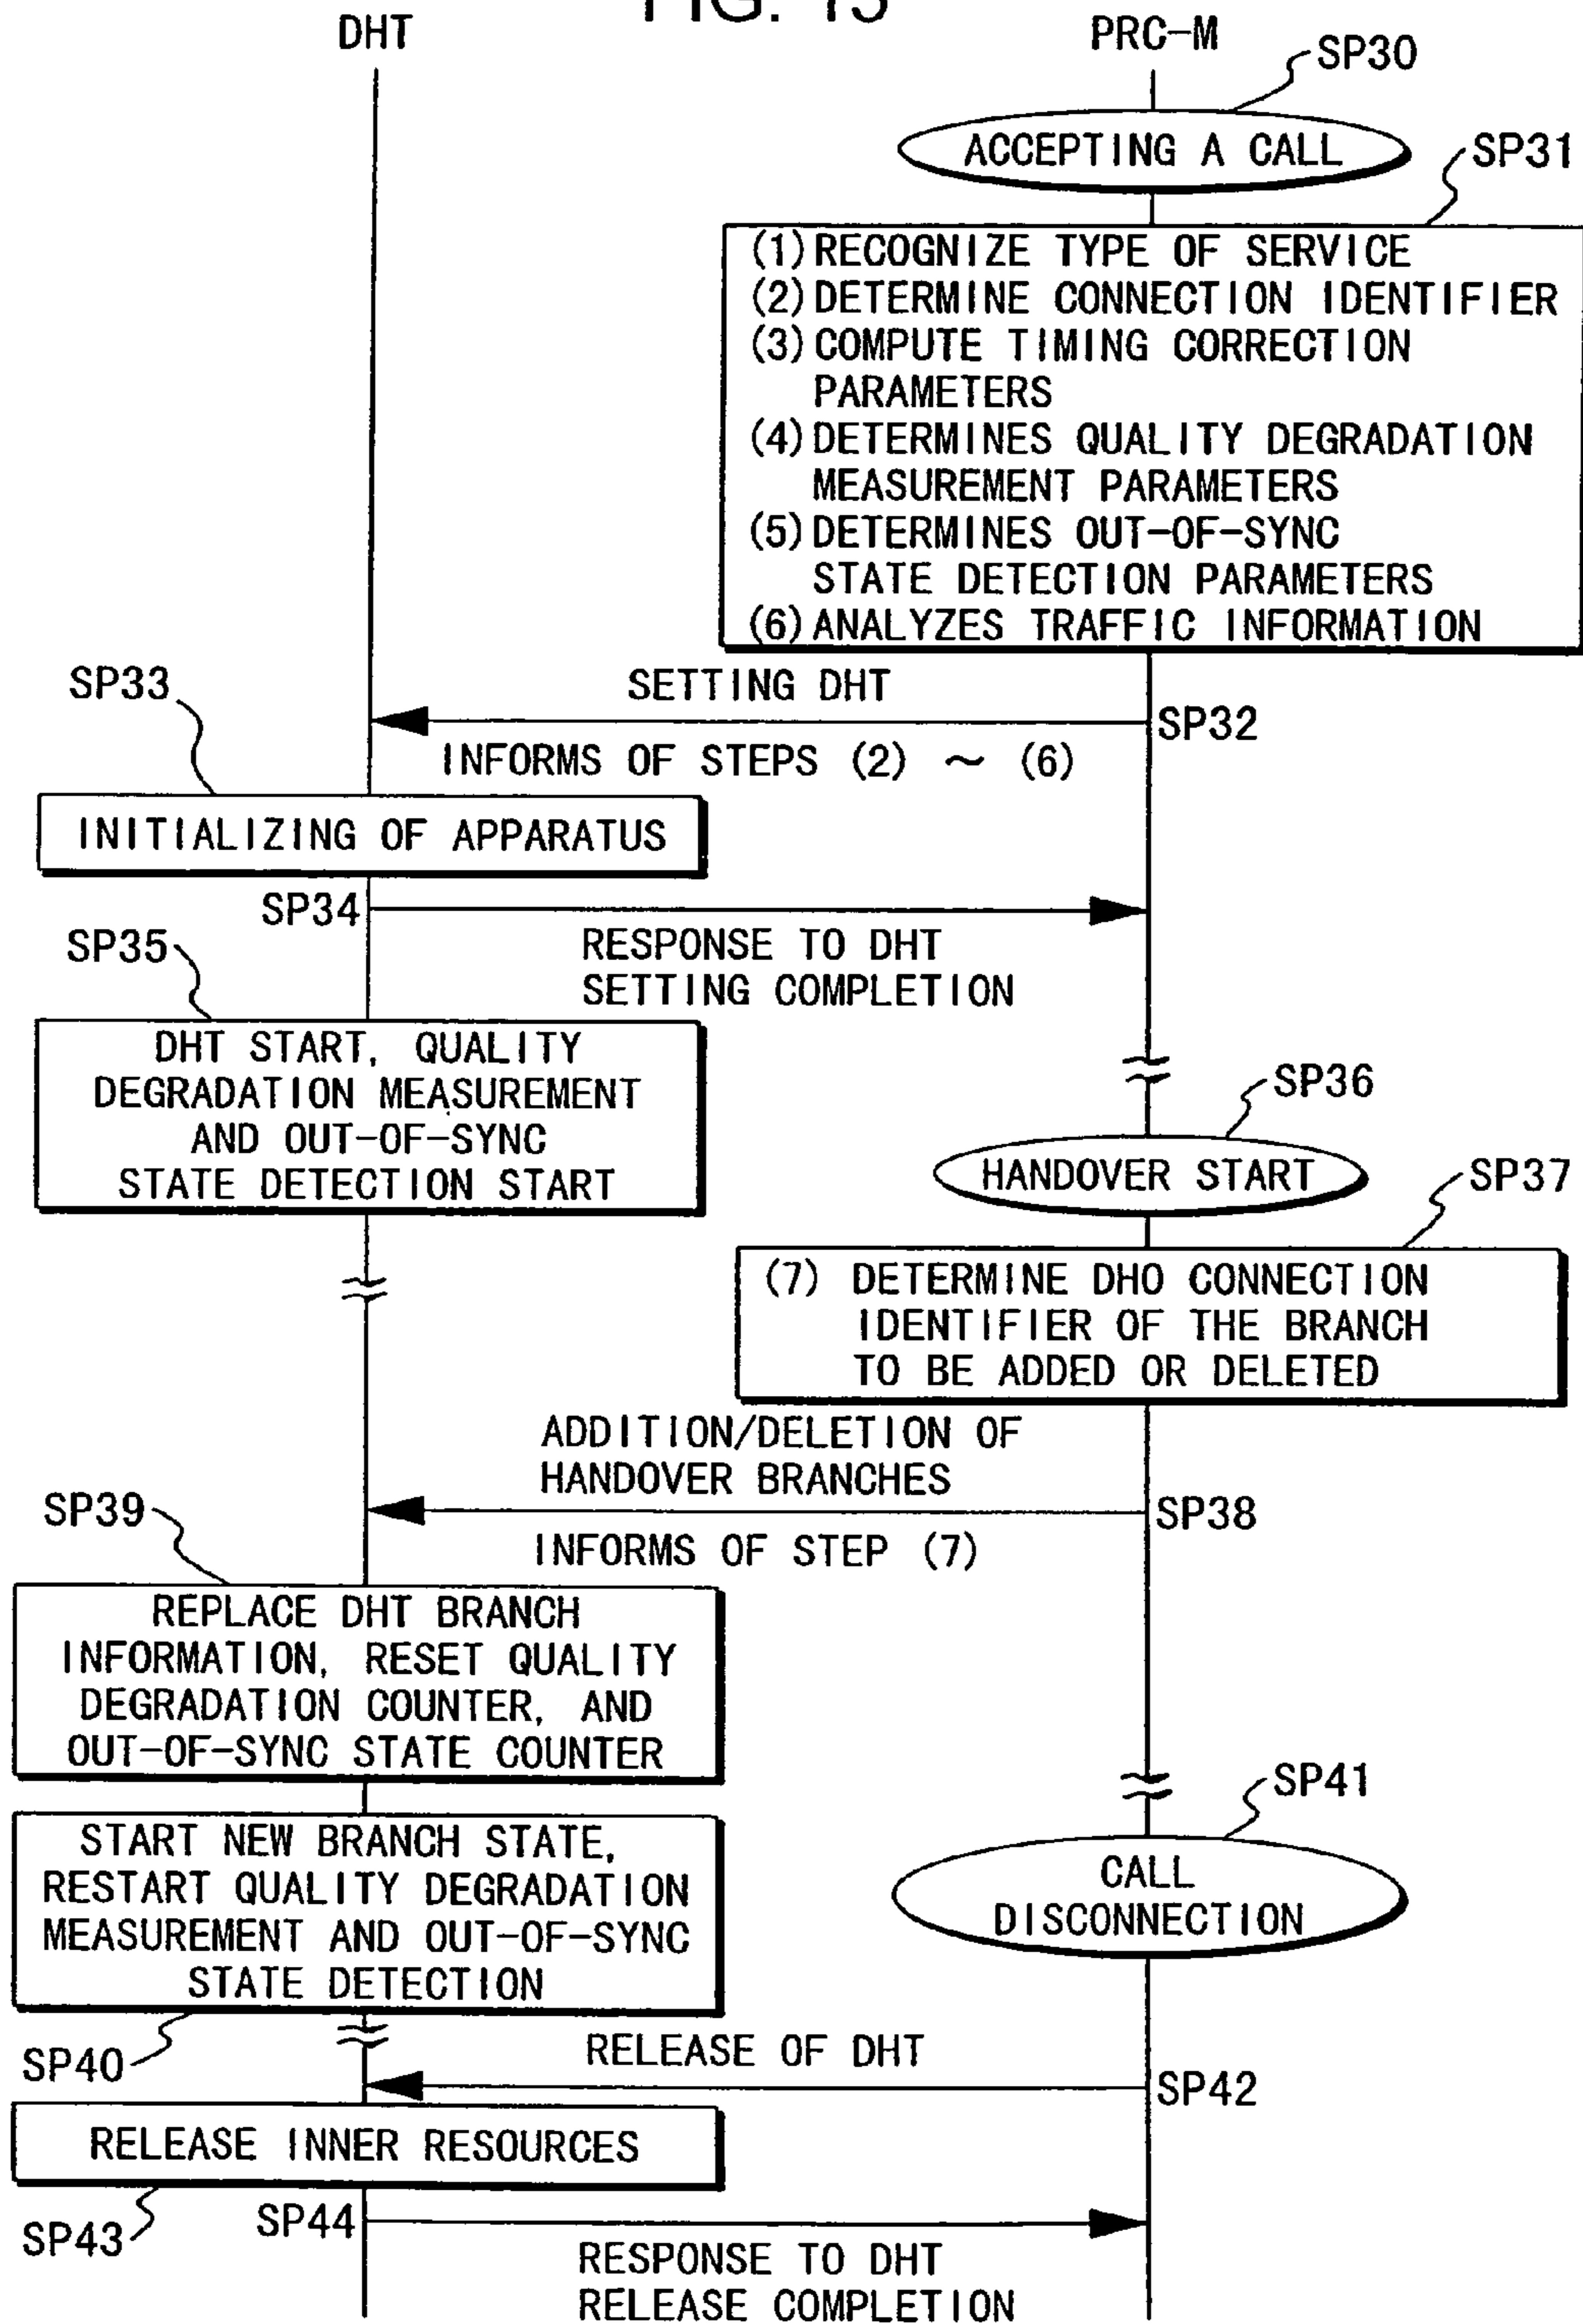 FIG. 13
DHT
PRC-M
SP30
ACCEPTING A CALL
SP31
(1) RECOGNIZE TYPE OF SERVICE
(2) DETERMINE CONNECTION IDENTIFIER
(3) COMPUTE TIMING CORRECTION
PARAMETERS
(4) DETERMINES QUALITY DEGRADATION
MEASUREMENT PARAMETERS
(5) DETERMINES OUT-OF-SYNC
STATE DETECTION PARAMETERS
(6) ANALYZES TRAFFIC INFORMATION
SP33
SETTING DHT
SP32
INFORMS OF STEPS (2) ~ (6)
INITIALIZING OF APPARATUS
SP34
RESPONSE TO DHT
SETTING COMPLETION
SP35
DHT START, QUALITY
DEGRADATION MEASUREMENT
AND OUT-OF-SYNC
STATE DETECTION START
SP36
HANDOVER START
SP37
(7) DETERMINE DHO CONNECTION
IDENTIFIER OF THE BRANCH
TO BE ADDED OR DELETED
ADDITION/DELETION OF
HANDOVER BRANCHES
SP38
INFORMS OF STEP (7)
SP39
REPLACE DHT BRANCH
INFORMATION, RESET QUALITY
DEGRADATION COUNTER, AND
OUT-OF-SYNC STATE COUNTER
START NEW BRANCH STATE,
RESTART QUALITY DEGRADATION
MEASUREMENT AND OUT-OF-SYNC
STATE DETECTION
SP40
SP41
CALL
DISCONNECTION
RELEASE OF DHT
SP42
RELEASE INNER RESOURCES
SP43
SP44
RESPONSE TO DHT
RELEASE COMPLETION